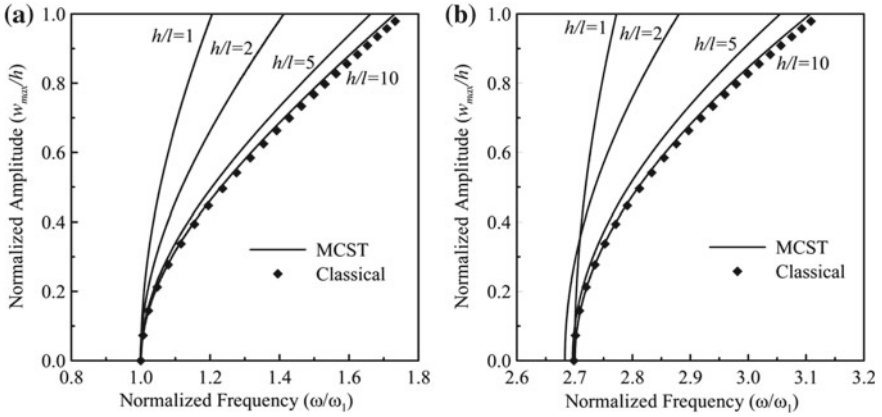 (a)
1.0
0.8
0.6
0.4
0.2
0.0
Normalized Amplitude (w_max/h)
h/l=1
h/l=2
h/l=5
h/l=10
MCST
Classical
0.8 1.0 1.2 1.4 1.6 1.8
Normalized Frequency (ω/ω₁)
(b)
1.0
0.8
0.6
0.4
0.2
0.0
Normalized Amplitude (w_max/h)
h/l=1
h/l=2
h/l=5
h/l=10
MCST
Classical
2.6 2.7 2.8 2.9 3.0 3.1 3.2
Normalized Frequency (ω/ω₁)